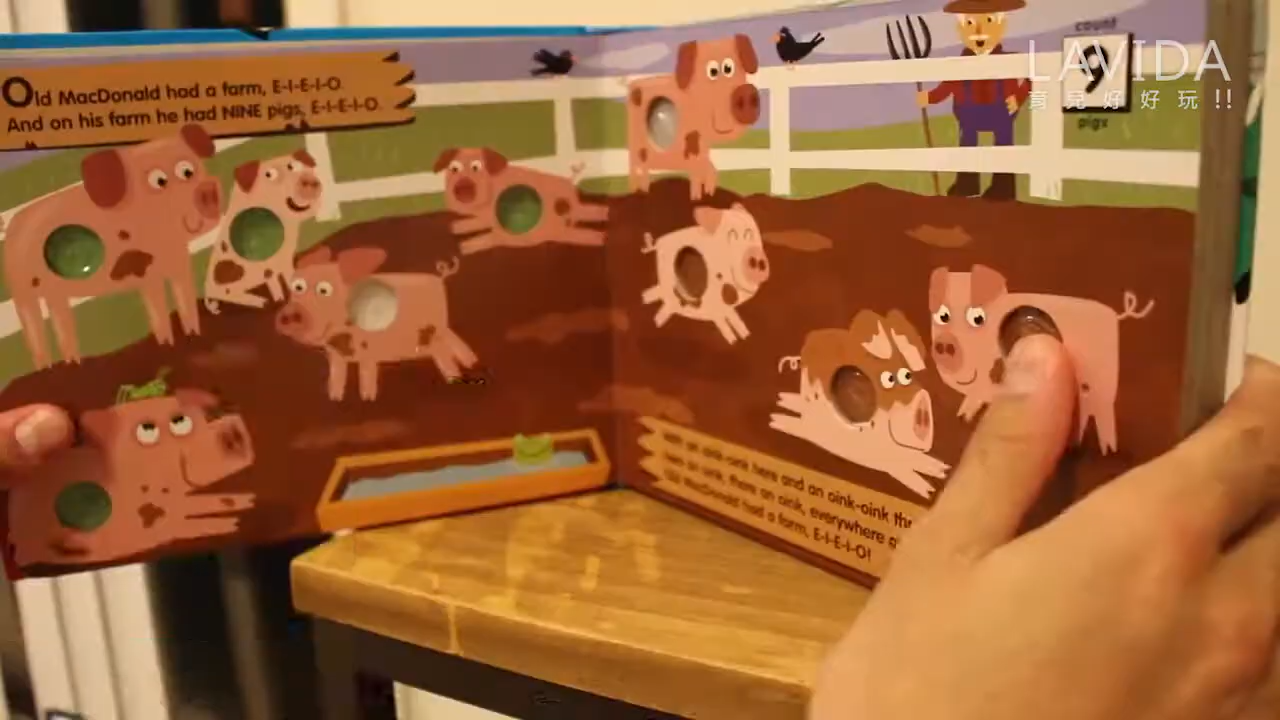 Old MacDonald had a farm, E-I-E-I-O.
And on his farm he had NINE pigs, E-I-E-I-O.
count
9
pigs
LAVIDA
育兒好好玩!!
With an oink-oink here and an oink-oink
an oink, there an oink, everywhere
Old MacDonald had a farm, E-I-E-I-O!